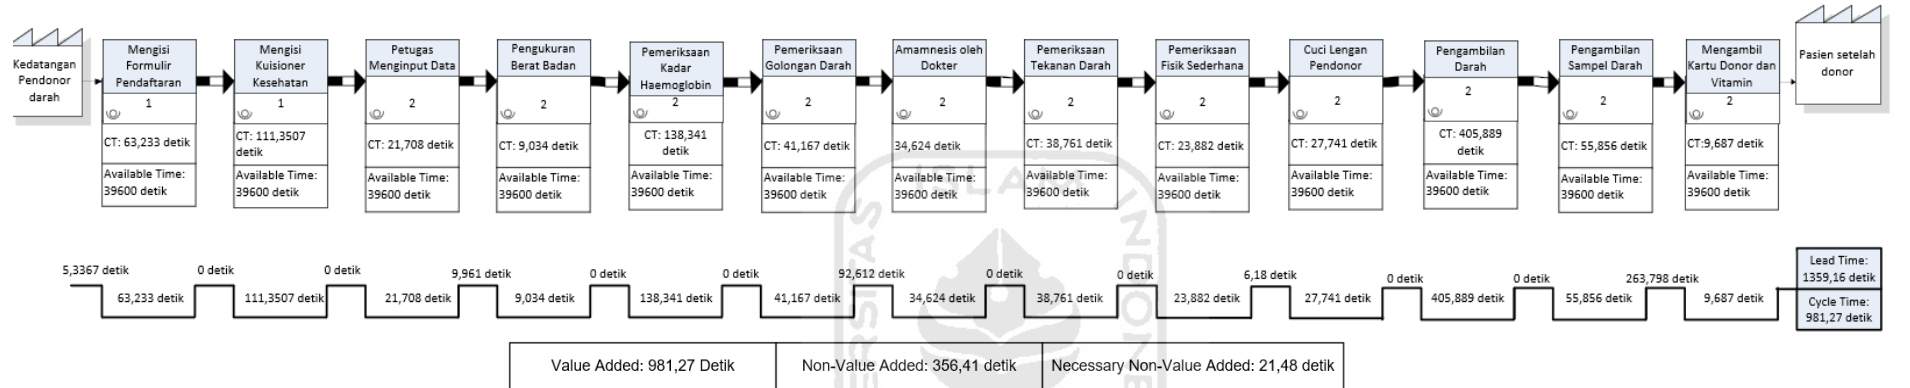 Kedatangan
Pendonor
darah
Mengisi
Formulir
Pendaftaran
1
CT: 63,233 detik
Available Time:
39600 detik
Mengisi
Kuisioner
Kesehatan
1
CT: 111,3507
detik
Available Time:
39600 detik
Petugas
Menginput Data
2
CT: 21,708 detik
Available Time:
39600 detik
Pengukuran
Berat Badan
2
CT: 9,034 detik
Available Time:
39600 detik
Pemeriksaan
Kadar
Haemoglobin
2
CT: 138,341
detik
Available Time:
39600 detik
Pemeriksaan
Golongan Darah
2
CT: 41,167 detik
Available Time:
39600 detik
Amamnesis oleh
Dokter
2
34,624 detik
Available Time:
39600 detik
Pemeriksaan
Tekanan Darah
2
CT: 38,761 detik
Available Time:
39600 detik
Pemeriksaan
Fisik Sederhana
2
CT: 23,882 detik
Available Time:
39600 detik
Cuci Lengan
Pendonor
2
CT: 27,741 detik
Available Time:
39600 detik
Pengambilan
Darah
2
CT: 405,889
detik
Available Time:
39600 detik
Pengambilan
Sampel Darah
2
CT: 55,856 detik
Available Time:
39600 detik
Mengambil
Kartu Donor dan
Vitamin
2
CT:9,687 detik
Available Time:
39600 detik
Pasien setelah
donor
5,3367 detik
0 detik
0 detik
9,961 detik
0 detik
0 detik
92,612 detik
0 detik
0 detik
6,18 detik
0 detik
0 detik
263,798 detik
63,233 detik
111,3507 detik
21,708 detik
9,034 detik
138,341 detik
41,167 detik
34,624 detik
38,761 detik
23,882 detik
27,741 detik
405,889 detik
55,856 detik
9,687 detik
Lead Time:
1359,16 detik
Cycle Time:
981,27 detik
Value Added: 981,27 Detik
Non-Value Added: 356,41 detik
Necessary Non-Value Added: 21,48 detik
ISLAM